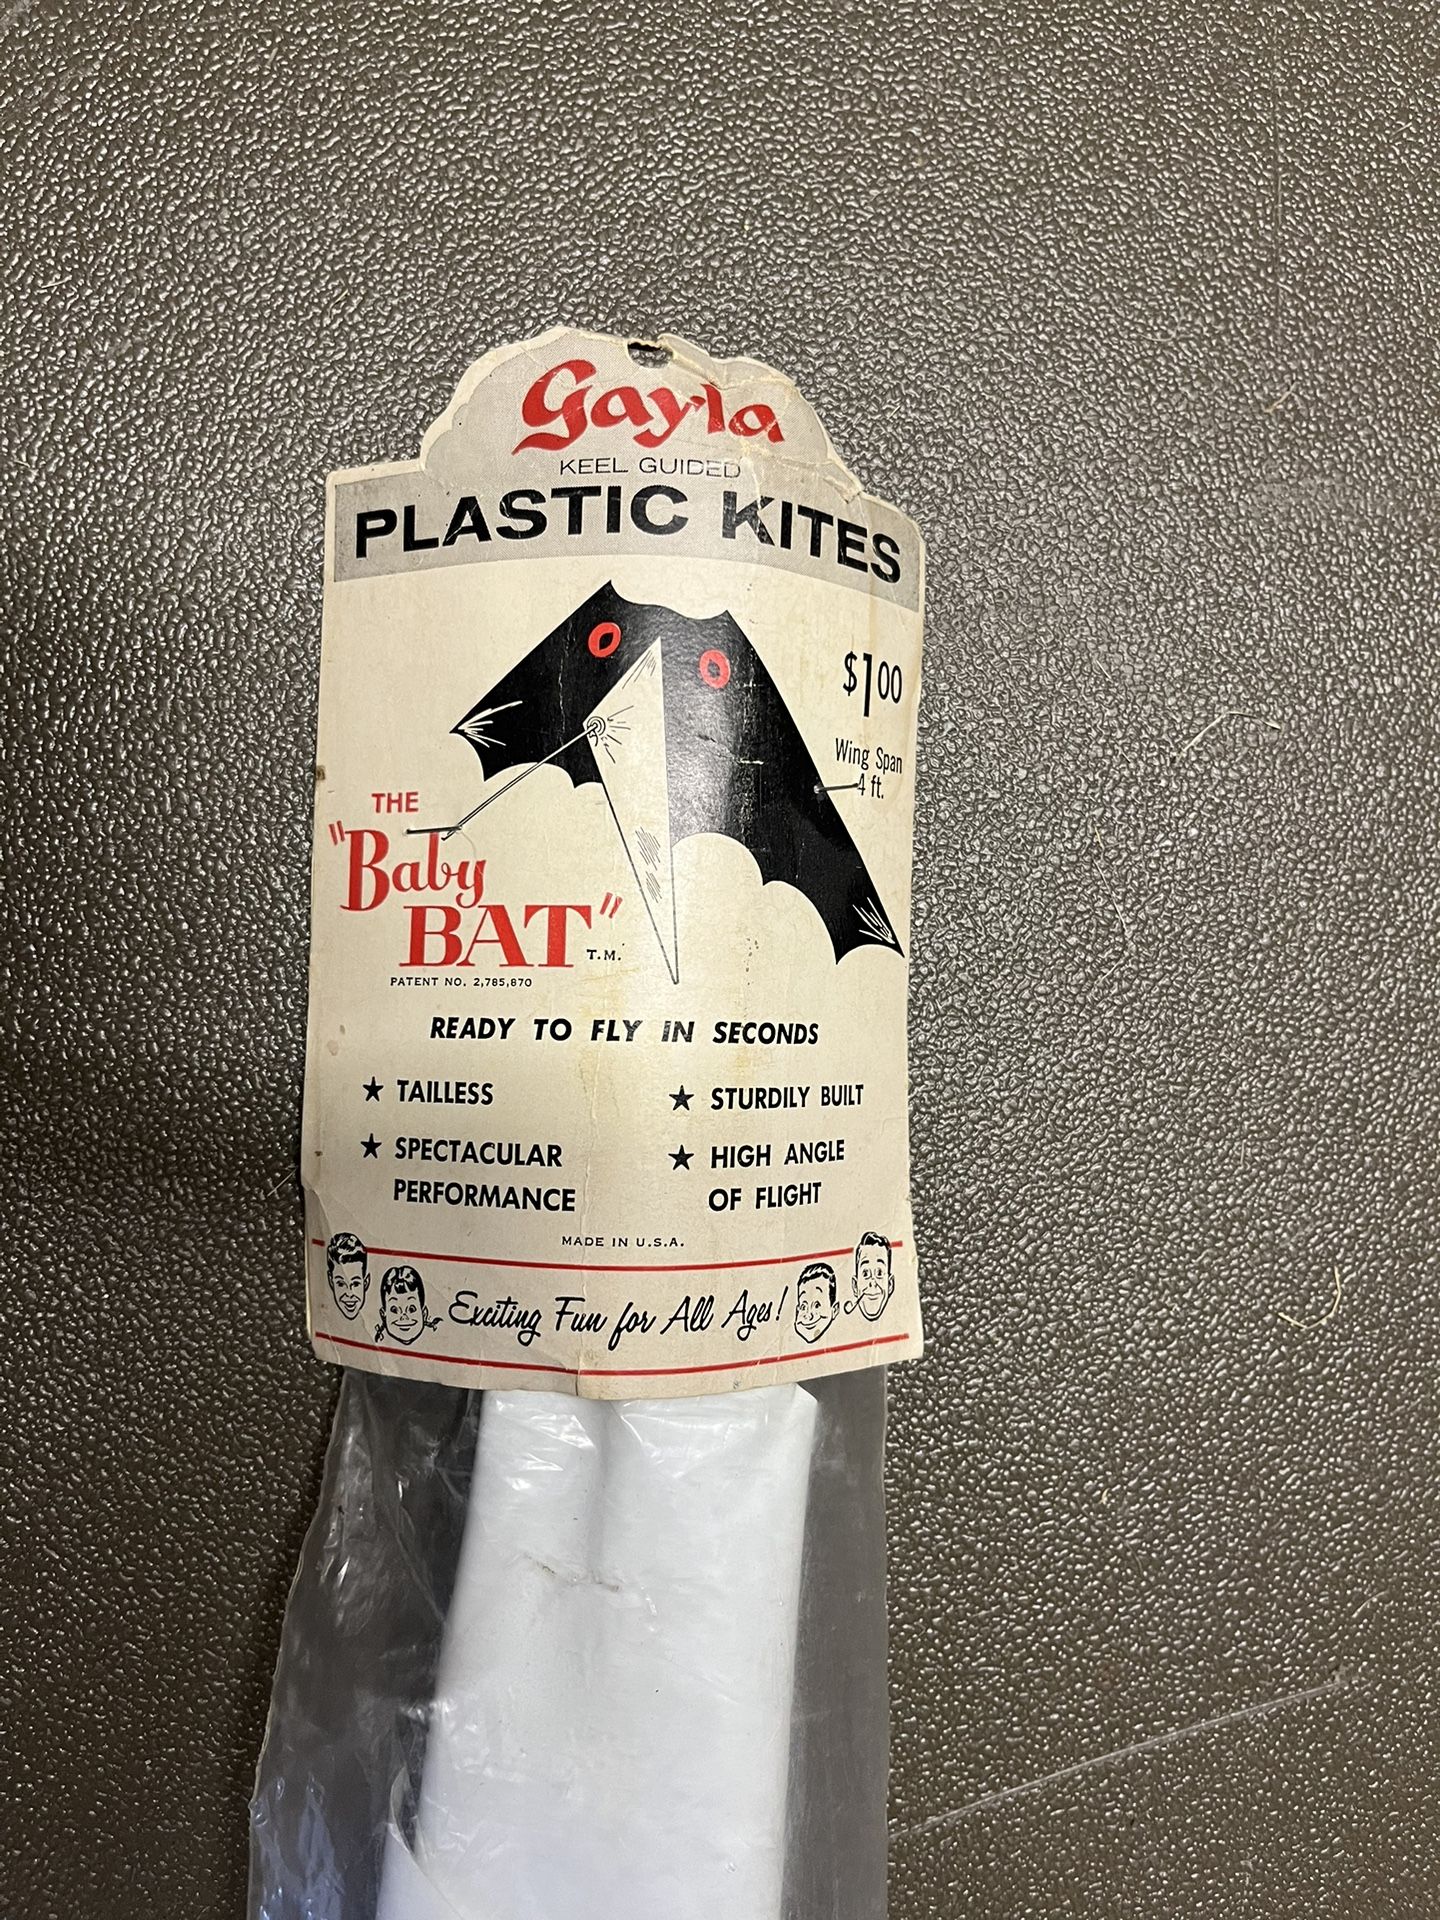 Gayla
KEEL GUIDED
PLASTIC KITES
$1.00
Wing Span
4 ft.
THE
"Baby
BAT" T.M.
PATENT NO. 2,785,870
READY TO FLY IN SECONDS
★ TAILLESS
★ STURDILY BUILT
★ SPECTACULAR
PERFORMANCE
★ HIGH ANGLE
OF FLIGHT
MADE IN U.S.A.
Exciting Fun for All Ages!